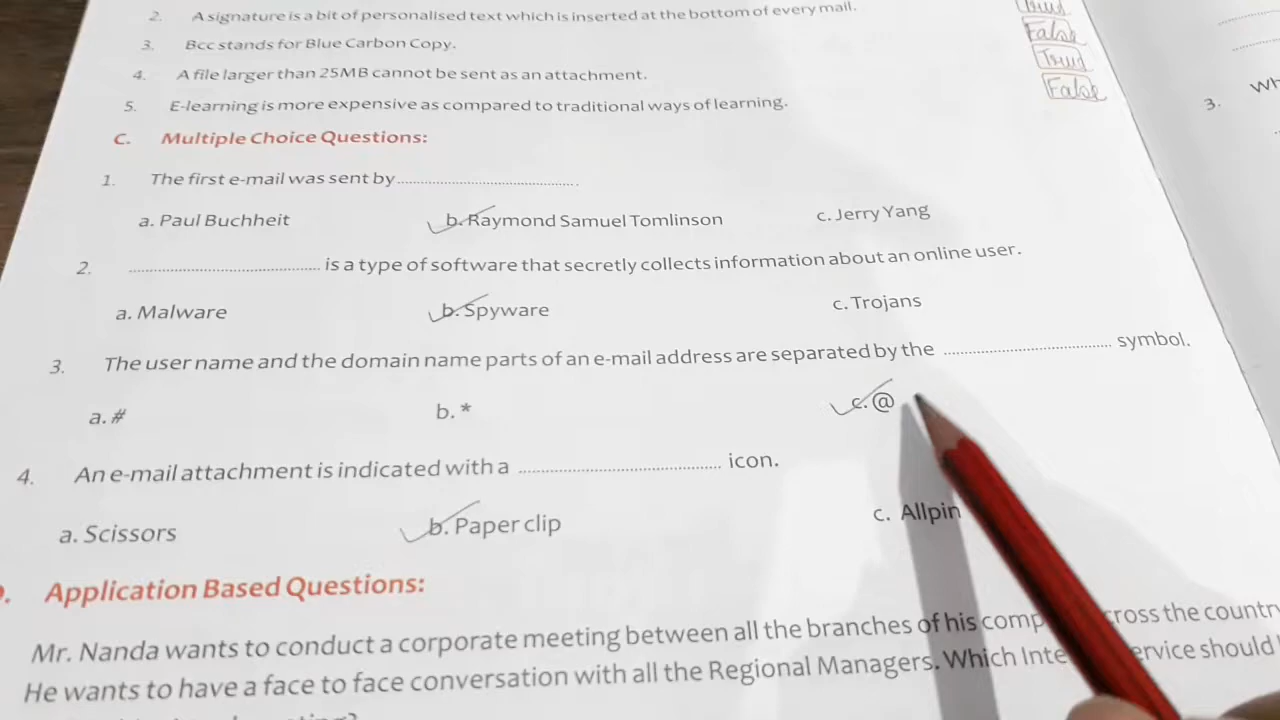 2. A signature is a bit of personalised text which is inserted at the bottom of every mail. True
3. Bcc stands for Blue Carbon Copy. False
4. A file larger than 25MB cannot be sent as an attachment. True
5. E-learning is more expensive as compared to traditional ways of learning. False
C. Multiple Choice Questions:
1. The first e-mail was sent by ........................................ .
a. Paul Buchheit b. Raymond Samuel Tomlinson c. Jerry Yang
2. ........................................ is a type of software that secretly collects information about an online user.
a. Malware b. Spyware c. Trojans
3. The user name and the domain name parts of an e-mail address are separated by the ........................................ symbol.
a. # b. * c. @
4. An e-mail attachment is indicated with a ........................................ icon.
a. Scissors b. Paper clip c. Allpin
Application Based Questions:
Mr. Nanda wants to conduct a corporate meeting between all the branches of his cross the country
He wants to have a face to face conversation with all the Regional Managers. Which service should
3.